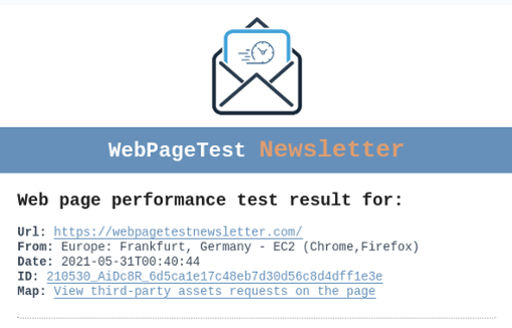 WebPageTest Newsletter
Web page performance test result for:
Url: https://webpagetestnewsletter.com/
From: Europe: Frankfurt, Germany - EC2 (Chrome,Firefox)
Date: 2021-05-31T00:40:44
ID: 210530_AiDc8R_6d5ca1e17c48eb7d30d56c8d4dff1e3e
Map: View third-party assets requests on the page